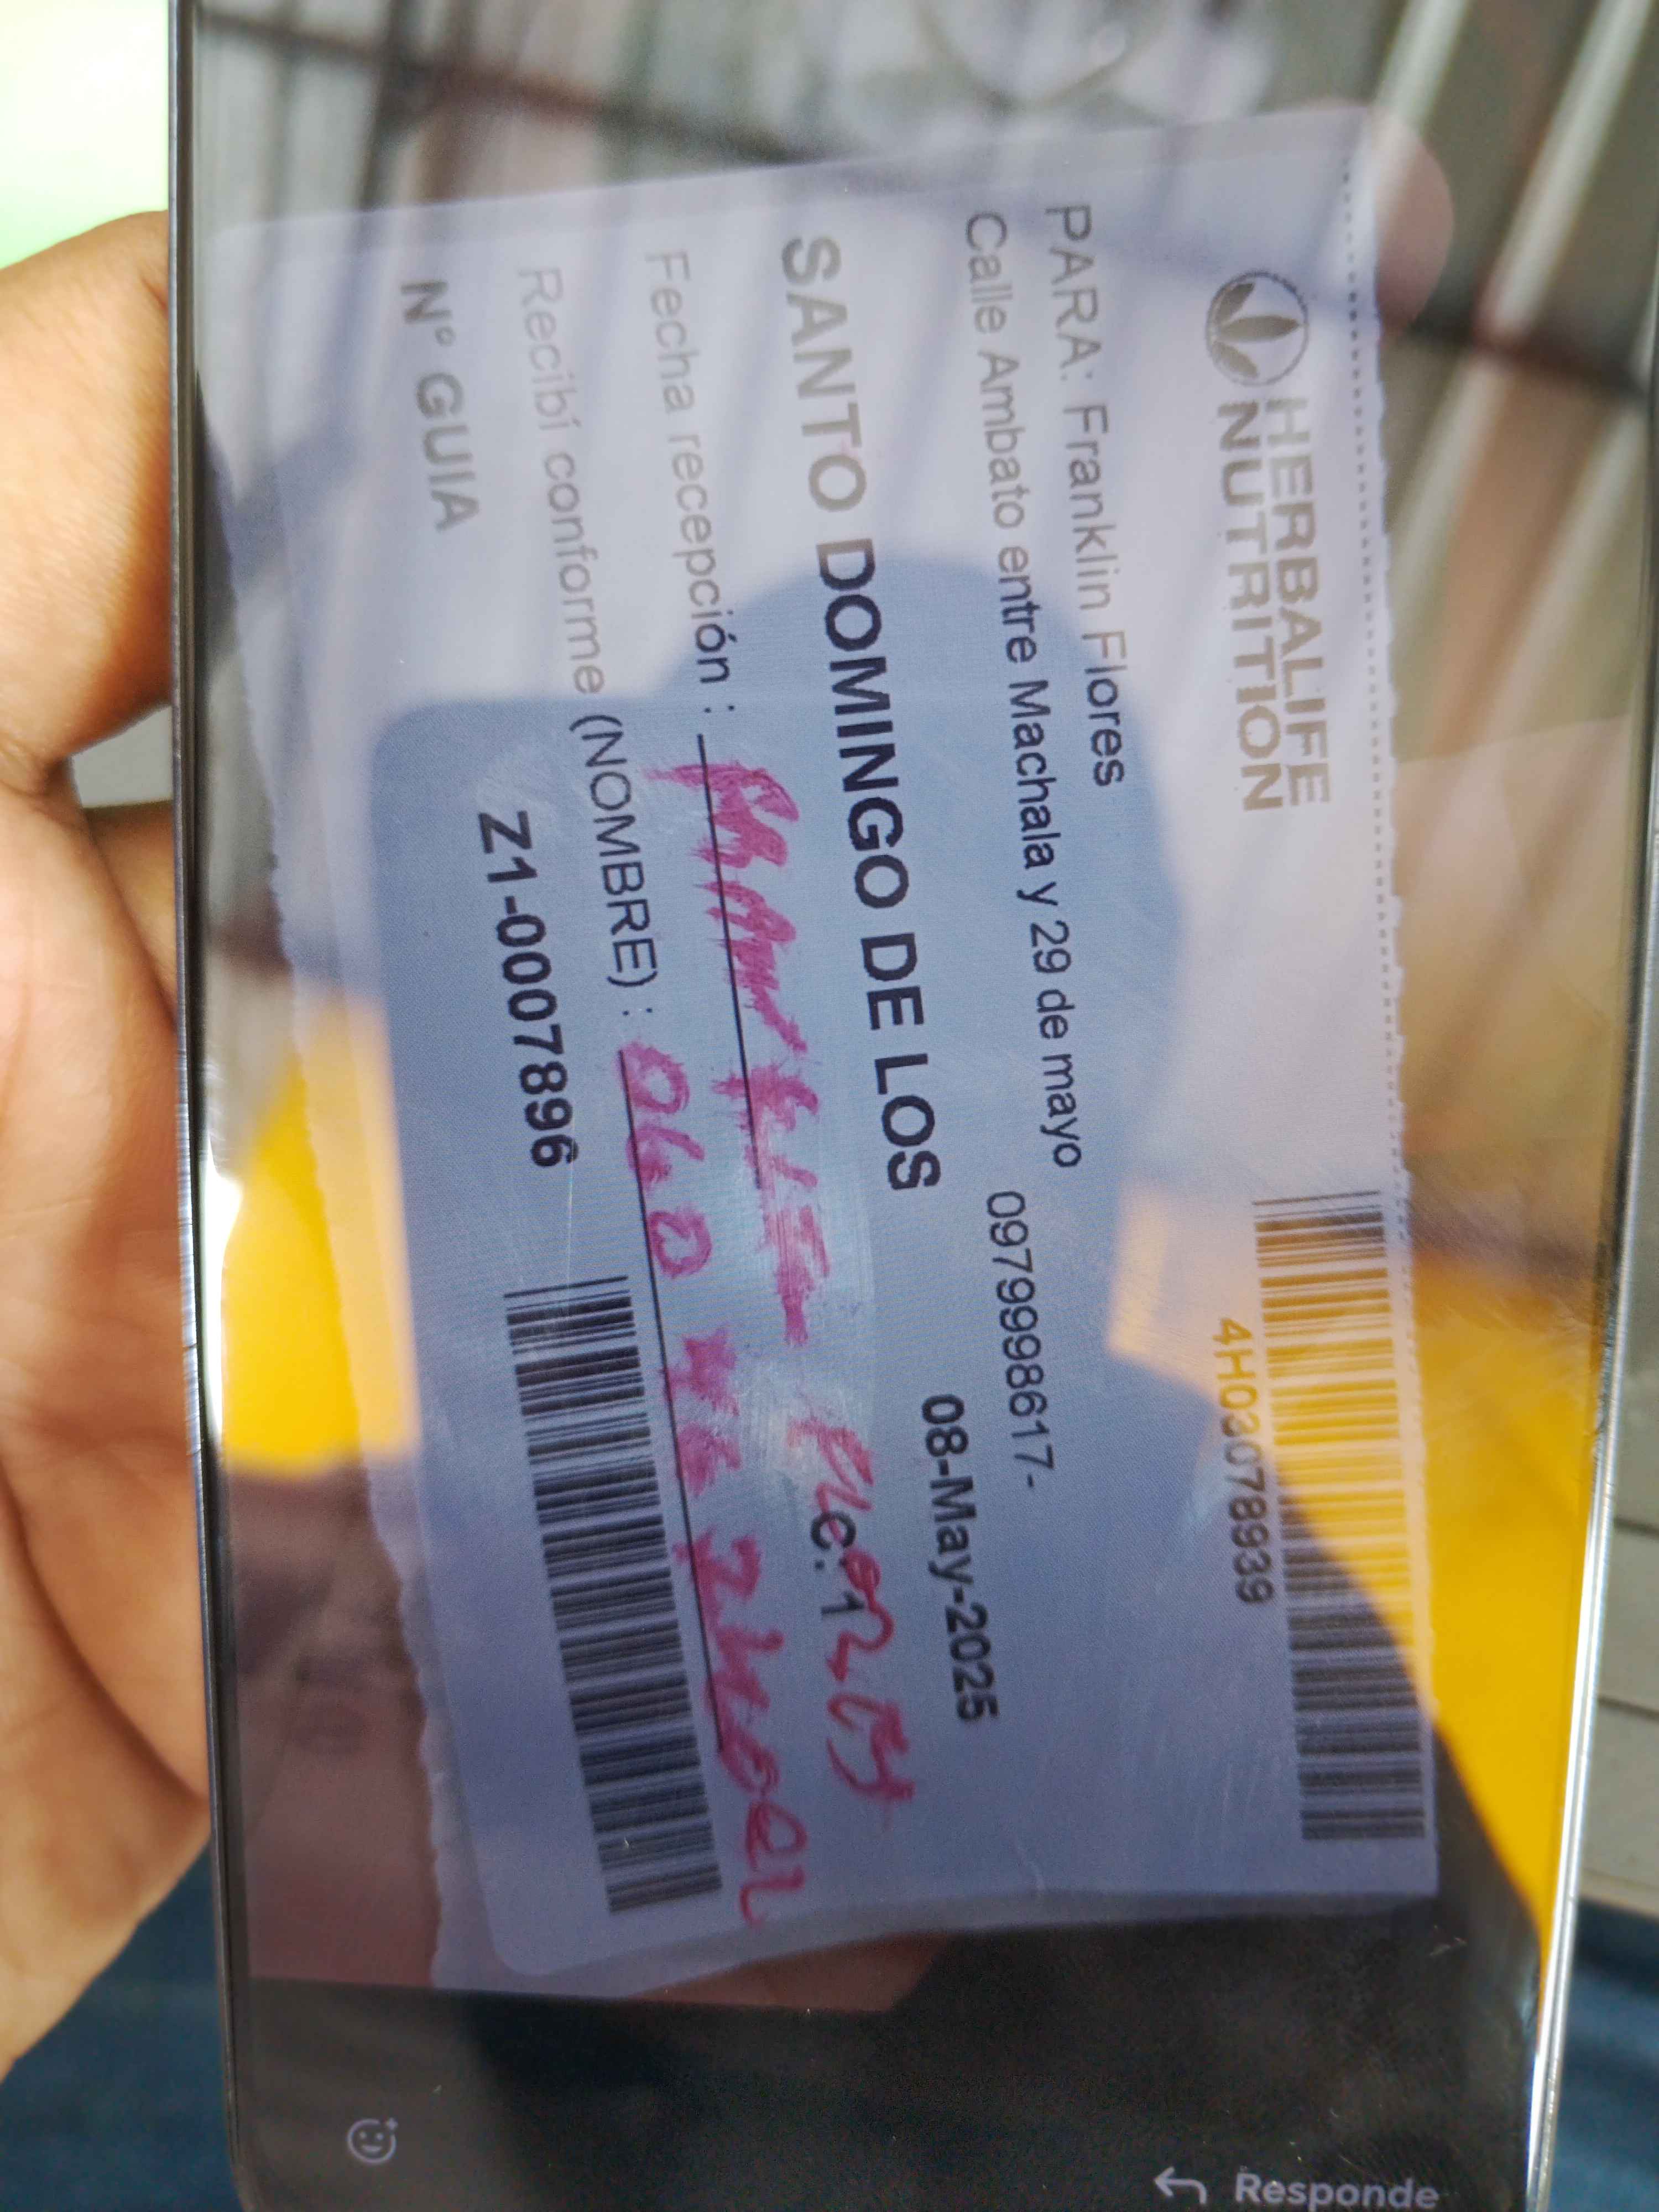 HERBALIFE
NUTRITION
4H03078939
PARA: Franklin Flores
Calle Ambato entre Machala y 29 de mayo
0979998617-
SANTO DOMINGO DE LOS
08-May-2025
Fecha recepción :
C: 1
Recibí conforme (NOMBRE) :
N° GUIA
Z1-0007896
Responde